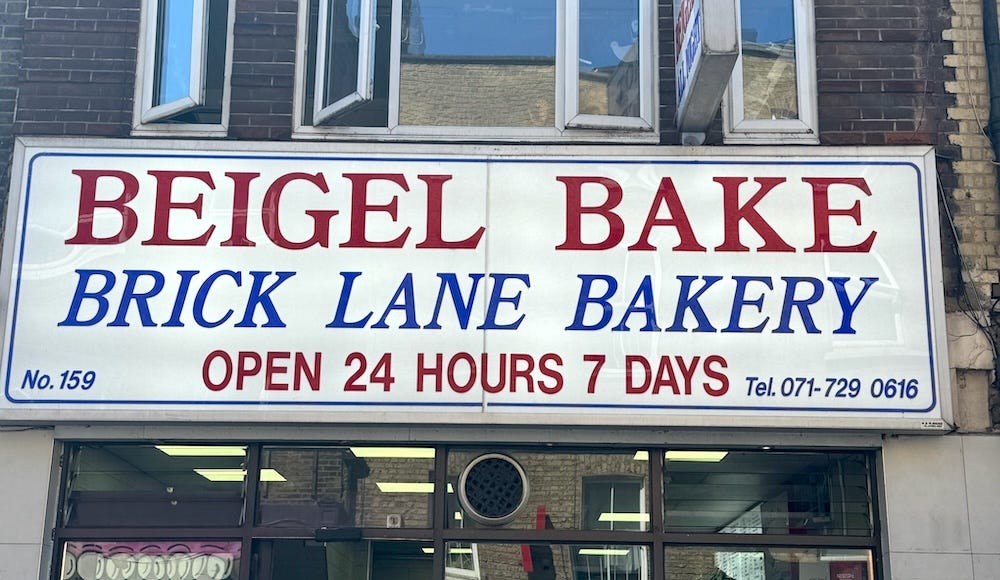 BEIGEL BAKE
BRICK LANE BAKERY
No. 159
OPEN 24 HOURS 7 DAYS
Tel. 071-729 0616